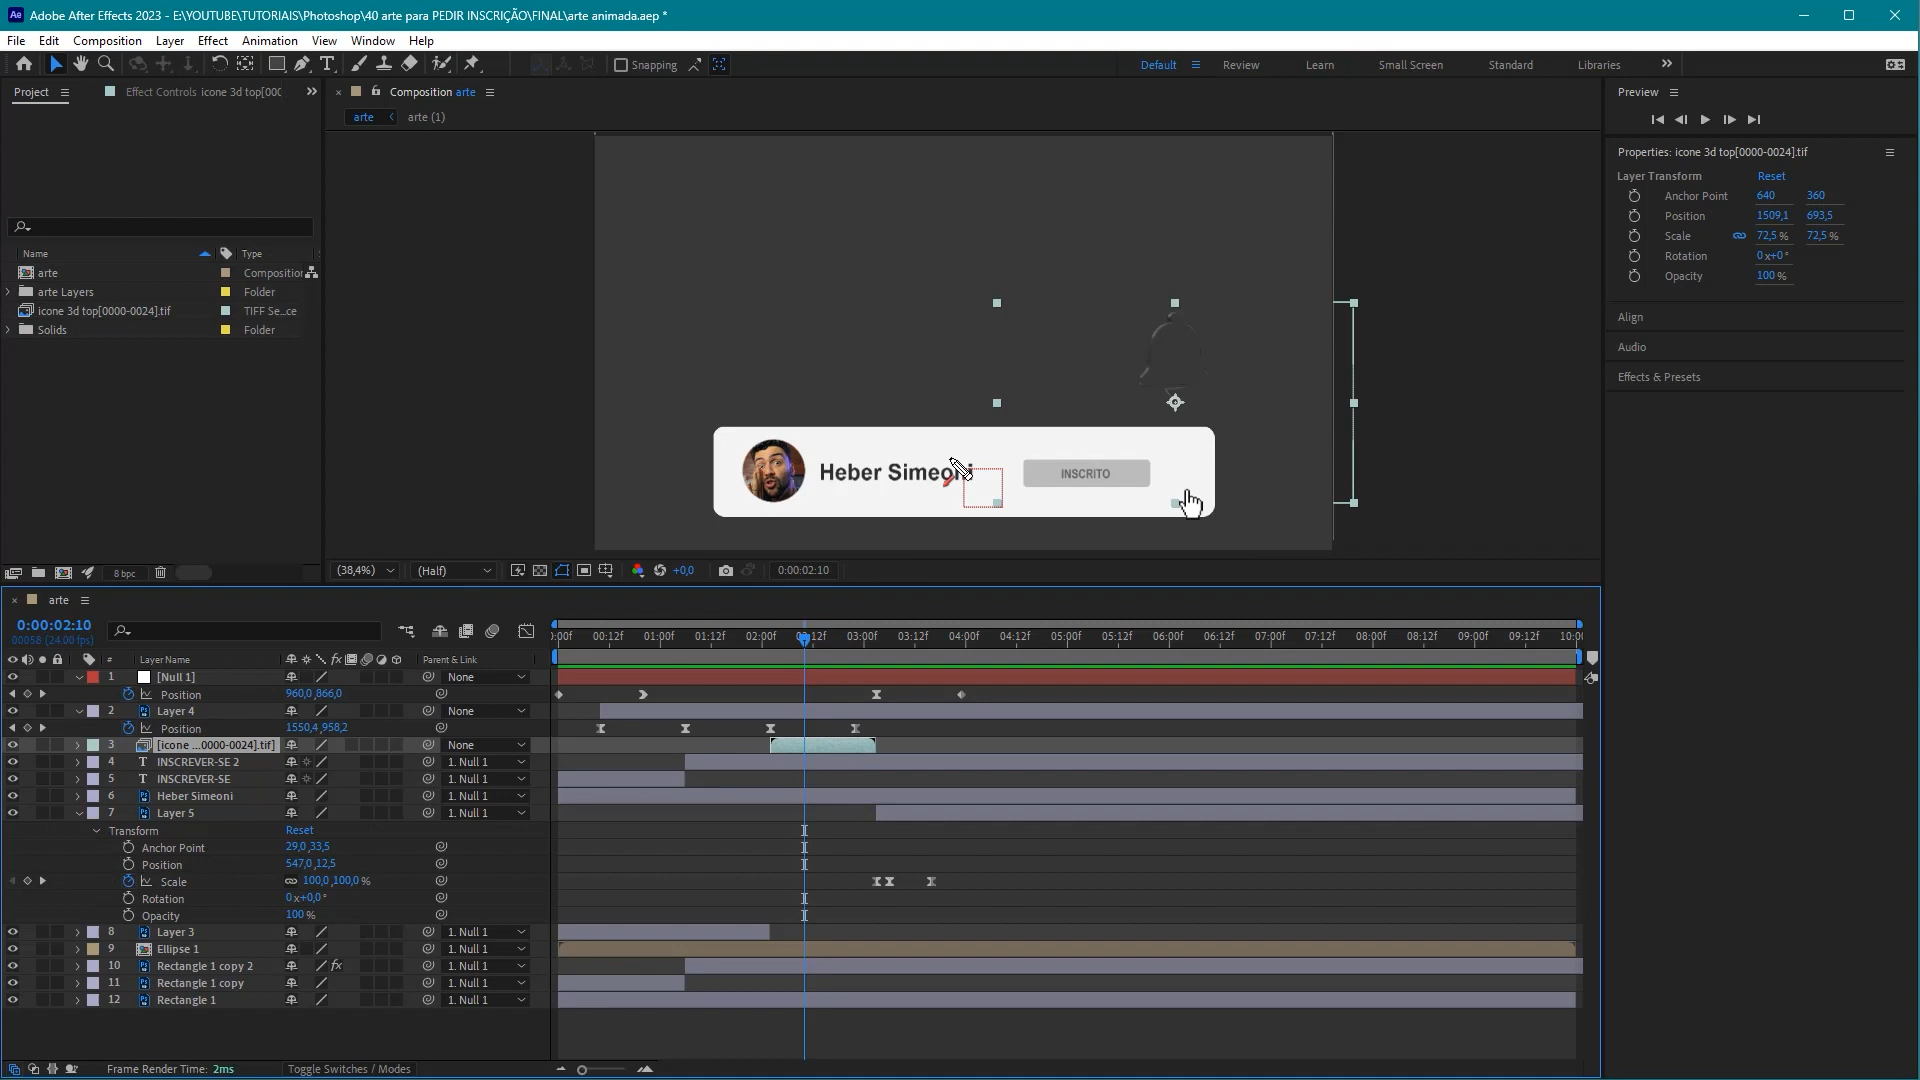 Adobe After Effects 2023 - E:\YOUTUBE\TUTORIAIS\Photoshop\40 arte para PEDIR INSCRIÇÃO\FINAL\arte animada.aep *
File Edit Composition Layer Effect Animation View Window Help
Snapping
Default Review Learn Small Screen Standard Libraries
Project
Effect Controls icone 3d top[000
Composition arte
arte
arte (1)
Name Type
arte Composition
arte Layers Folder
icone 3d top[0000-0024].tif TIFF Se...ce
Solids Folder
8 bpc
Heber Simeoni
INSCRITO
(38,4%)
(Half)
+0,0
0:00:02:10
Preview
Properties: icone 3d top[0000-0024].tif
Layer Transform Reset
Anchor Point 640 360
Position 1509,1 693,5
Scale 72,5 % 72,5 %
Rotation 0x+0°
Opacity 100 %
Align
Audio
Effects & Presets
arte
0:00:02:10
00058 (24.00 fps)
:00f 00:12f 01:00f 01:12f 02:00f 02:12f 03:00f 03:12f 04:00f 04:12f 05:00f 05:12f 06:00f 06:12f 07:00f 07:12f 08:00f 08:12f 09:00f 09:12f 10:00
# Layer Name fx Parent & Link
1 [Null 1] None
Position 960,0,866,0
2 Layer 4 None
Position 1550,4,958,2
3 [icone ...0000-0024].tif] None
4 T INSCREVER-SE 2 1. Null 1
5 T INSCREVER-SE 1. Null 1
6 Heber Simeoni 1. Null 1
7 Layer 5 1. Null 1
Transform Reset
Anchor Point 29,0,33,5
Position 547,0,12,5
Scale 100,0,100,0 %
Rotation 0x+0,0°
Opacity 100 %
8 Layer 3 1. Null 1
9 Ellipse 1 1. Null 1
10 Rectangle 1 copy 2 fx 1. Null 1
11 Rectangle 1 copy 1. Null 1
12 Rectangle 1 1. Null 1
Frame Render Time: 2ms
Toggle Switches / Modes